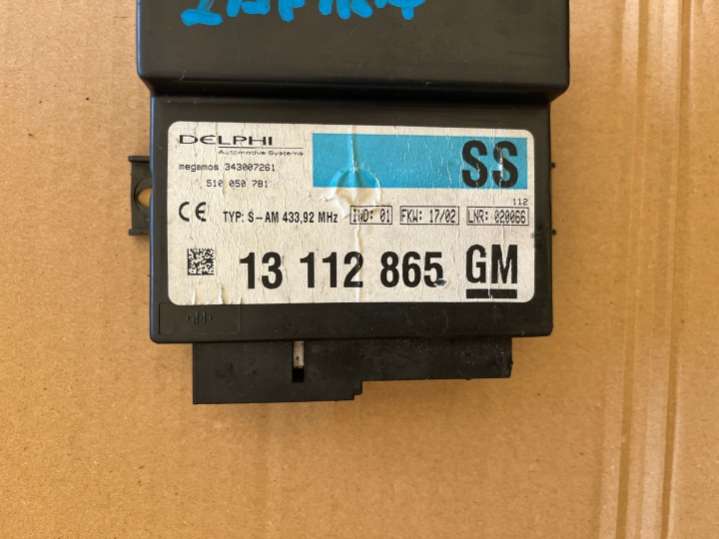 DELPHI
Automotive Systems
SS
megamos 343007261
510 050 7B1
112
CE TYP: S-AM 433,92 MHz IND: 01 FKW: 17/02 LNR: 020066
13 112 865 GM